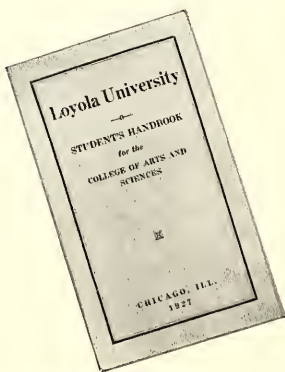 Loyola University
STUDENT'S HANDBOOK
for the
COLLEGE OF ARTS AND
SCIENCES
CHICAGO, ILL.
1927